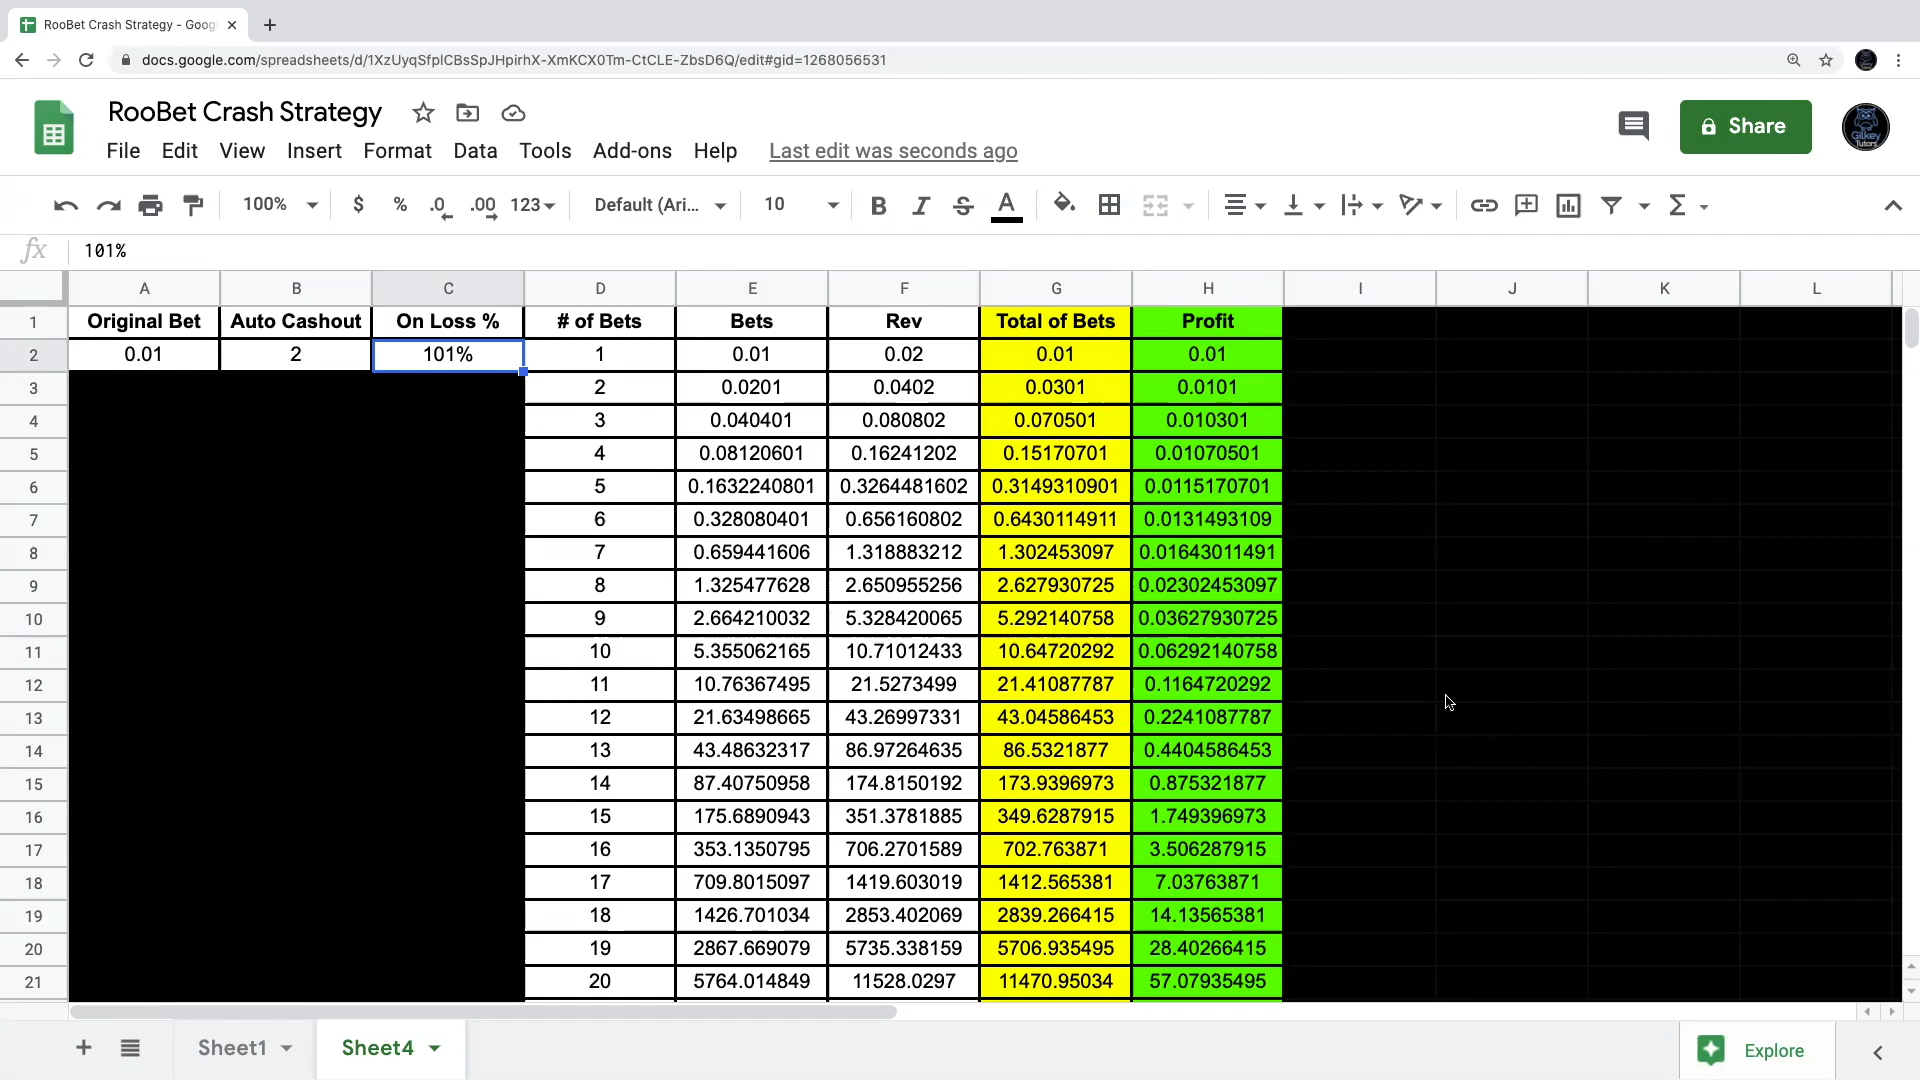 RooBet Crash Strategy - Goog
docs.google.com/spreadsheets/d/1XzUyqSfplCBsSpJHpirhX-XmKCX0Tm-CtCLE-ZbsD6Q/edit#gid=1268056531
RooBet Crash Strategy
Share
Gilkey
Tutors
File Edit View Insert Format Data Tools Add-ons Help Last edit was seconds ago
100% $ % .0 .00 123 Default (Ari... 10 B I S A
fx 101%
A B C D E F G H I J K L
1 Original Bet Auto Cashout On Loss % # of Bets Bets Rev Total of Bets Profit
2 0.01 2 101% 1 0.01 0.02 0.01 0.01
3 2 0.0201 0.0402 0.0301 0.0101
4 3 0.040401 0.080802 0.070501 0.010301
5 4 0.08120601 0.16241202 0.15170701 0.01070501
6 5 0.1632240801 0.3264481602 0.3149310901 0.0115170701
7 6 0.328080401 0.656160802 0.6430114911 0.0131493109
8 7 0.659441606 1.318883212 1.302453097 0.01643011491
9 8 1.325477628 2.650955256 2.627930725 0.02302453097
10 9 2.664210032 5.328420065 5.292140758 0.03627930725
11 10 5.355062165 10.71012433 10.64720292 0.06292140758
12 11 10.76367495 21.5273499 21.41087787 0.1164720292
13 12 21.63498665 43.26997331 43.04586453 0.2241087787
14 13 43.48632317 86.97264635 86.5321877 0.4404586453
15 14 87.40750958 174.8150192 173.9396973 0.875321877
16 15 175.6890943 351.3781885 349.6287915 1.749396973
17 16 353.1350795 706.2701589 702.763871 3.506287915
18 17 709.8015097 1419.603019 1412.565381 7.03763871
19 18 1426.701034 2853.402069 2839.266415 14.13565381
20 19 2867.669079 5735.338159 5706.935495 28.40266415
21 20 5764.014849 11528.0297 11470.95034 57.07935495
Sheet1 Sheet4 Explore